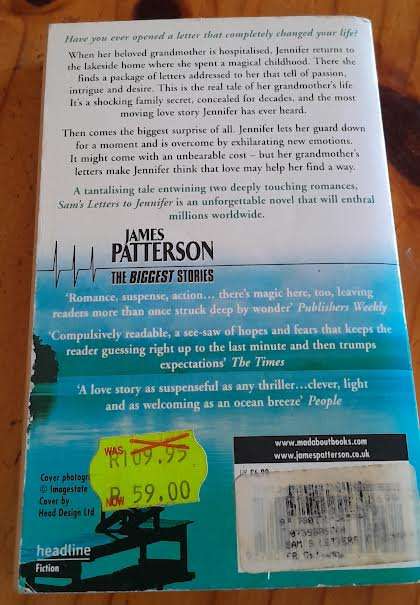 Have you ever opened a letter that completely changed your life?
When her beloved grandmother is hospitalised, Jennifer returns to
the lakeside home where she spent a magical childhood. There she
finds a package of letters addressed to her that tell of passion,
intrigue and desire. This is the real tale of her grandmother's life.
It's a shocking family secret, concealed for decades, and the most
moving love story Jennifer has ever heard.
Then comes the biggest surprise of all. Jennifer lets her guard down
for a moment and is overcome by exhilarating new emotions.
It might come with an unbearable cost – but her grandmother's
letters make Jennifer think that love may help her find a way.
A tantalising tale entwining two deeply touching romances,
Sam's Letters to Jennifer is an unforgettable novel that will enthral
millions worldwide.
JAMES
PATTERSON
THE BIGGEST STORIES
'Romance, suspense, action... there's magic here, too, leaving
readers more than once struck deep by wonder' Publishers Weekly
'Compulsively readable, a see-saw of hopes and fears that keeps the
reader guessing right up to the last minute and then trumps
expectations' The Times
'A love story as suspenseful as any thriller...clever, light
and as welcoming as an ocean breeze' People
WAS R109.95
NOW R 59.00
Cover photogr
© Imagestate
Cover by
Head Design Ltd
headline
Fiction
www.madaboutbooks.com
www.jamespatterson.co.uk
UK £6.99
SAM S LETTERS